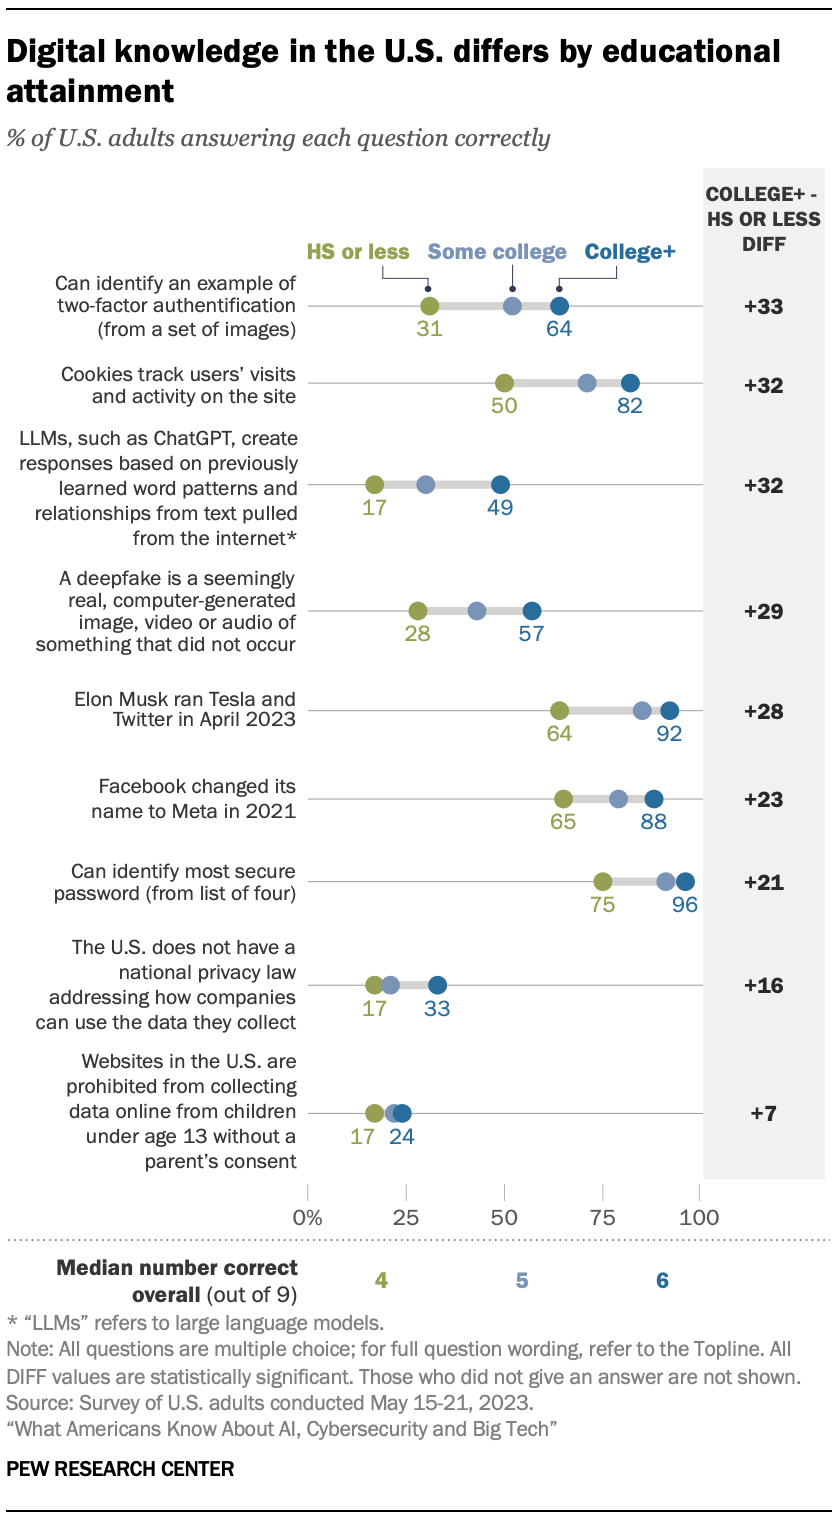 Digital knowledge in the U.S. differs by educational
attainment
% of U.S. adults answering each question correctly
COLLEGE+ -
HS OR LESS
DIFF
HS or less Some college College+
Can identify an example of
two-factor authentification
(from a set of images)
31 64
+33
Cookies track users’ visits
and activity on the site
50 82
+32
LLMs, such as ChatGPT, create
responses based on previously
learned word patterns and
relationships from text pulled
from the internet*
17 49
+32
A deepfake is a seemingly
real, computer-generated
image, video or audio of
something that did not occur
28 57
+29
Elon Musk ran Tesla and
Twitter in April 2023
64 92
+28
Facebook changed its
name to Meta in 2021
65 88
+23
Can identify most secure
password (from list of four)
75 96
+21
The U.S. does not have a
national privacy law
addressing how companies
can use the data they collect
17 33
+16
Websites in the U.S. are
prohibited from collecting
data online from children
under age 13 without a
parent’s consent
17 24
+7
0% 25 50 75 100
Median number correct
overall (out of 9)
4 5 6
* “LLMs” refers to large language models.
Note: All questions are multiple choice; for full question wording, refer to the Topline. All
DIFF values are statistically significant. Those who did not give an answer are not shown.
Source: Survey of U.S. adults conducted May 15-21, 2023.
“What Americans Know About AI, Cybersecurity and Big Tech”
PEW RESEARCH CENTER